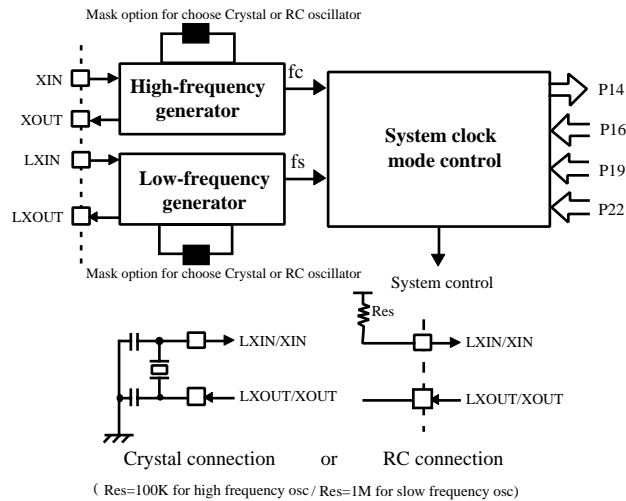 Mask option for choose Crystal or RC oscillator
XIN
XOUT
LXIN
LXOUT
High-frequency
generator
fc
Low-frequency
generator
fs
System clock
mode control
P14
P16
P19
P22
Mask option for choose Crystal or RC oscillator
System control
Res
LXIN/XIN
LXOUT/XOUT
LXIN/XIN
LXOUT/XOUT
Crystal connection or RC connection
( Res=100K for high frequency osc/ Res=1M for slow frequency osc)